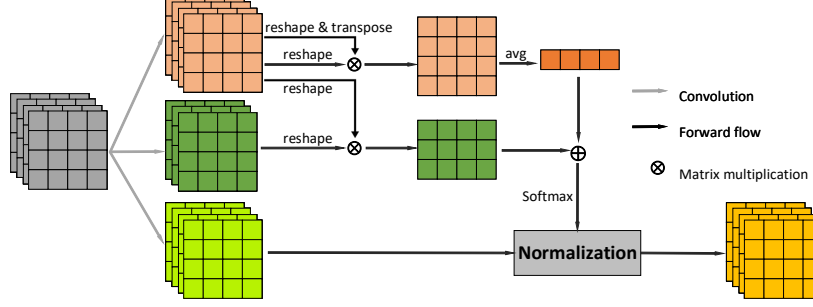 reshape & transpose
reshape
reshape
avg
reshape
Softmax
Normalization
Convolution
Forward flow
Matrix multiplication